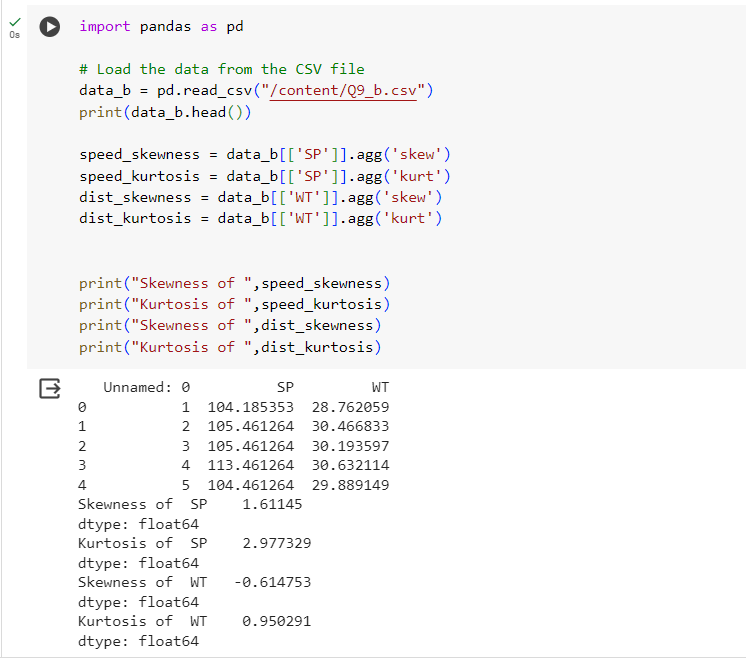 import pandas as pd
0s
# Load the data from the CSV file
data_b = pd.read_csv("/content/Q9_b.csv")
print(data_b.head())
speed_skewness = data_b[['SP']].agg('skew')
speed_kurtosis = data_b[['SP']].agg('kurt')
dist_skewness = data_b[['WT']].agg('skew')
dist_kurtosis = data_b[['WT']].agg('kurt')
print("Skewness of ",speed_skewness)
print("Kurtosis of ",speed_kurtosis)
print("Skewness of ",dist_skewness)
print("Kurtosis of ",dist_kurtosis)
   Unnamed: 0          SP         WT
0           1  104.185353  28.762059
1           2  105.461264  30.466833
2           3  105.461264  30.193597
3           4  113.461264  30.632114
4           5  104.461264  29.889149
Skewness of  SP    1.61145
dtype: float64
Kurtosis of  SP    2.977329
dtype: float64
Skewness of  WT   -0.614753
dtype: float64
Kurtosis of  WT    0.950291
dtype: float64